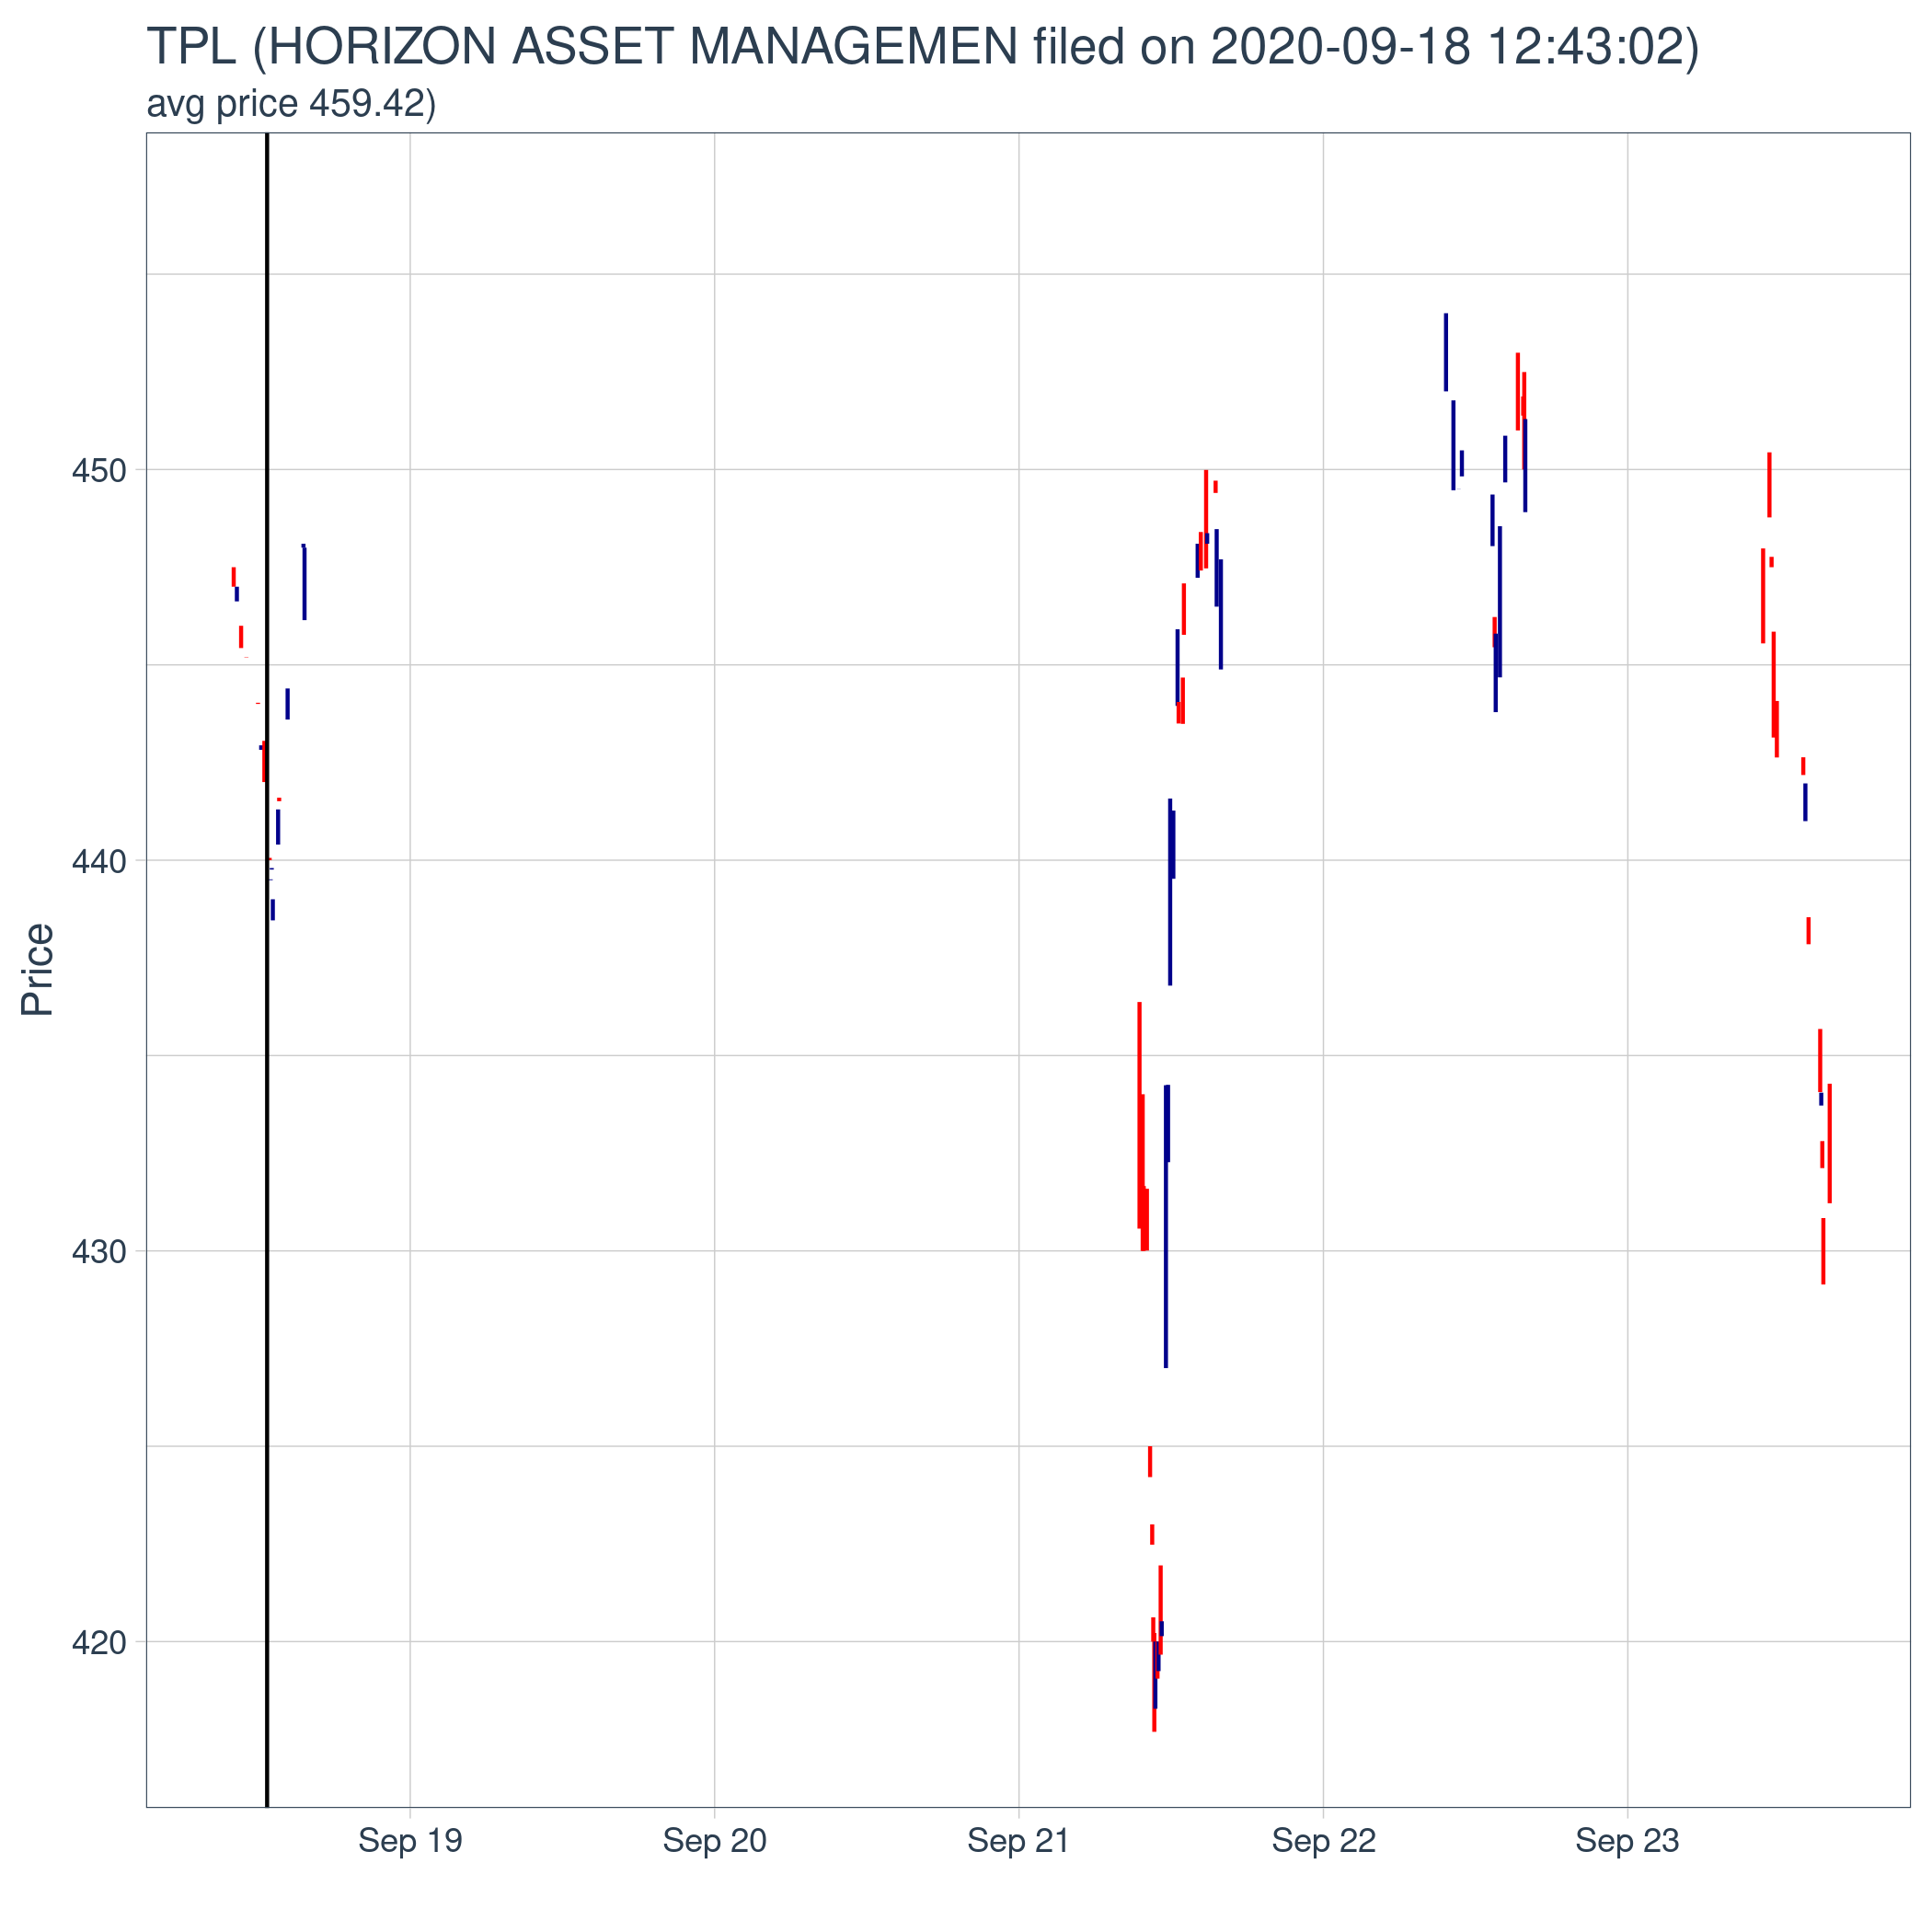 TPL (HORIZON ASSET MANAGEMEN filed on 2020-09-18 12:43:02)
avg price 459.42)
Price
450
440
430
420
Sep 19 Sep 20 Sep 21 Sep 22 Sep 23